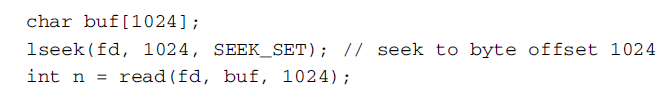 char buf[1024];
lseek(fd, 1024, SEEK_SET); // seek to byte offset 1024
int n = read(fd, buf, 1024);